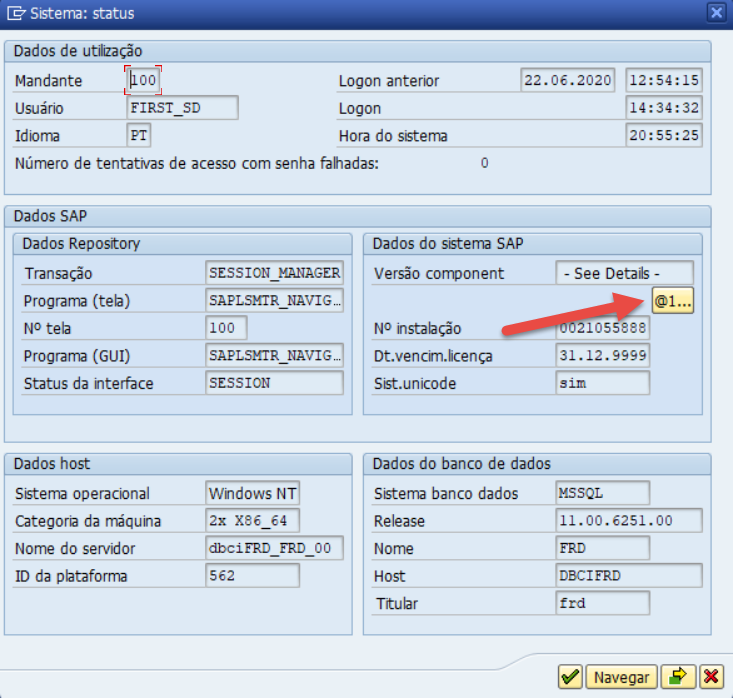 Sistema: status
Dados de utilização
Mandante 100 Logon anterior 22.06.2020 12:54:15
Usuário FIRST_SD Logon 14:34:32
Idioma PT Hora do sistema 20:55:25
Número de tentativas de acesso com senha falhadas: 0
Dados SAP
Dados Repository
Transação SESSION_MANAGER
Programa (tela) SAPLSMTR_NAVIG...
Nº tela 100
Programa (GUI) SAPLSMTR_NAVIG...
Status da interface SESSION
Dados do sistema SAP
Versão component - See Details -
@1...
Nº instalação 0021055888
Dt.vencim.licença 31.12.9999
Sist.unicode sim
Dados host
Sistema operacional Windows NT
Categoria da máquina 2x X86_64
Nome do servidor dbciFRD_FRD_00
ID da plataforma 562
Dados do banco de dados
Sistema banco dados MSSQL
Release 11.00.6251.00
Nome FRD
Host DBCIFRD
Titular frd
Navegar